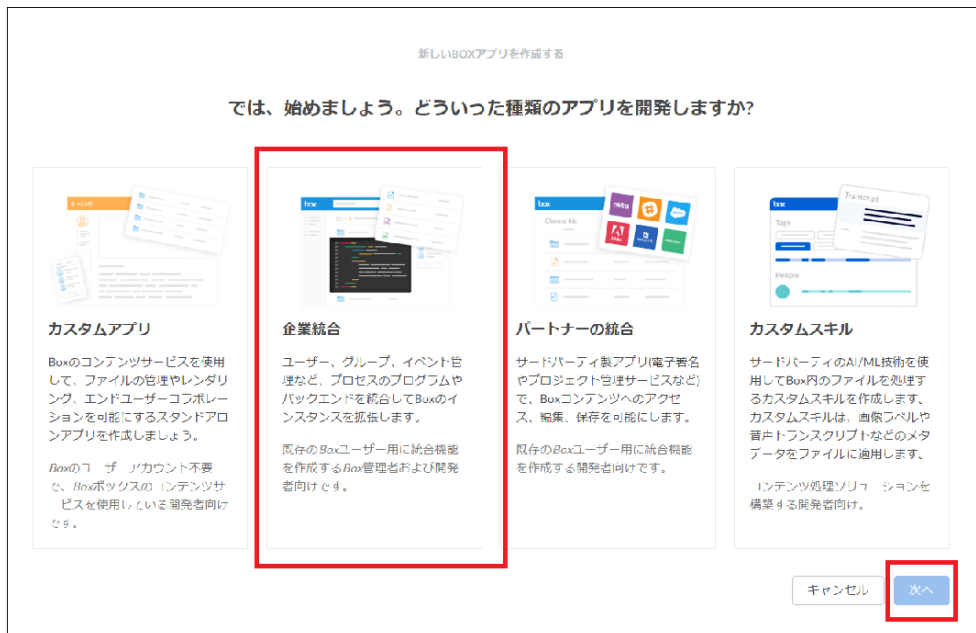 新しいBOXアプリを作成する
では、始めましょう。どういった種類のアプリを開発しますか?
カスタムアプリ
Boxのコンテンツサービスを使用
して、ファイルの管理やレンダリ
ング、エンドユーザーコラボレー
ションを可能にするスタンドアロ
ンアプリを作成しましょう。
Boxのユーザーアカウント不要
で、Boxボックスのコンテンツサ
ービスを使用している開発者向け
です。
box
企業統合
ユーザー、グループ、イベント管
理など、プロセスのプログラムや
バックエンドを統合してBoxのイ
ンスタンスを拡張します。
既存のBoxユーザー用に統合機能
を作成するBox管理者および開発
者向けです。
box
Choose file
okta
パートナーの統合
サードパーティ製アプリ(電子署名
やプロジェクト管理サービスなど)
で、Boxコンテンツへのアクセ
ス、編集、保存を可能にします。
既存のBoxユーザー用に統合機能
を作成する開発者向けです。
box
Tags
People
Transcript
カスタムスキル
サードパーティのAI/ML技術を使
用してBox内のファイルを処理す
るカスタムスキルを作成します。
カスタムスキルは、画像ラベルや
音声トランスクリプトなどのメタ
データをファイルに適用します。
コンテンツ処理ソリューションを
構築する開発者向け。
キャンセル
次へ